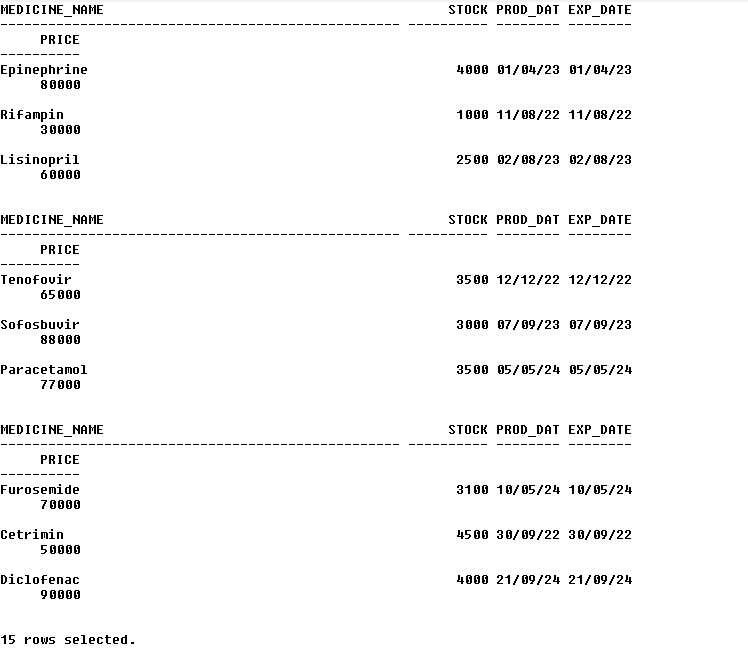 MEDICINE_NAME STOCK PROD_DAT EXP_DATE
---------------------------------------------------------- ---------- -------- --------
PRICE
----------
Epinephrine 4000 01/04/23 01/04/23
80000
Rifampin 1000 11/08/22 11/08/22
30000
Lisinopril 2500 02/08/23 02/08/23
60000
MEDICINE_NAME STOCK PROD_DAT EXP_DATE
---------------------------------------------------------- ---------- -------- --------
PRICE
----------
Tenofovir 3500 12/12/22 12/12/22
65000
Sofosbuvir 3000 07/09/23 07/09/23
88000
Paracetamol 3500 05/05/24 05/05/24
77000
MEDICINE_NAME STOCK PROD_DAT EXP_DATE
---------------------------------------------------------- ---------- -------- --------
PRICE
----------
Furosemide 3100 10/05/24 10/05/24
70000
Cetrimin 4500 30/09/22 30/09/22
50000
Diclofenac 4000 21/09/24 21/09/24
90000
15 rows selected.